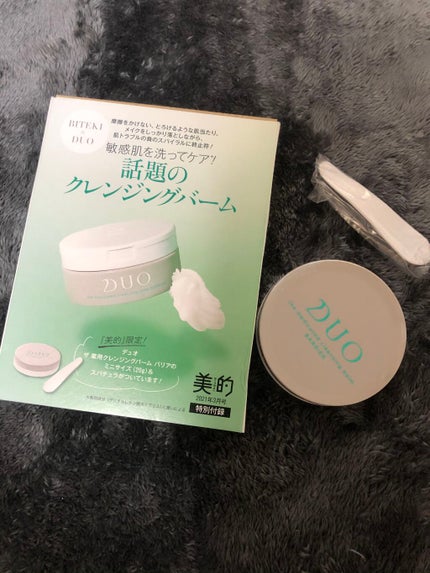 BITEKI
×
DUO
摩擦をかけない、とろけるような肌当たり。
メイクをしっかり落としながら、
肌トラブルの負のスパイラルに終止符!
敏感肌を洗ってケア!
話題の
クレンジングバーム
DUO
「美的」限定!
デュオ
ザ 薬用クレンジングバーム バリアの
ミニサイズ(20g)&
スパチュラがついています!
美的
2021年3月号
特別付録
DUO
The Medicated Cleansing Balm
BARRIER